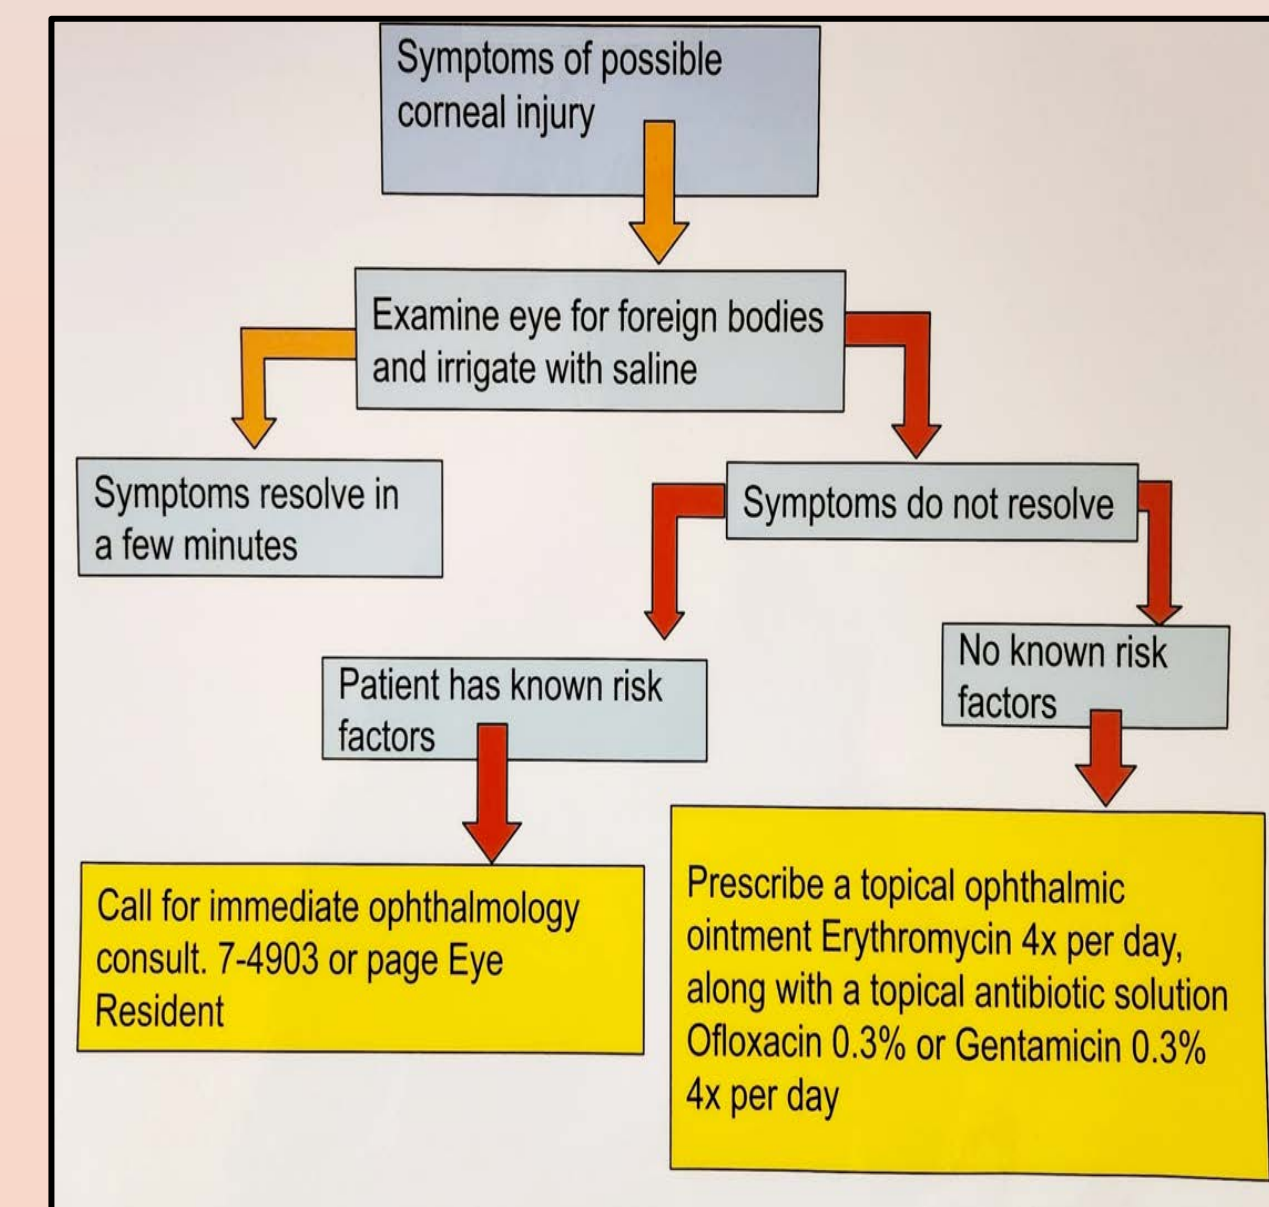 Symptoms of possible
corneal injury
Examine eye for foreign bodies
and irrigate with saline
Symptoms resolve in
a few minutes
Symptoms do not resolve
Patient has known risk
factors
No known risk
factors
Call for immediate ophthalmology
consult. 7-4903 or page Eye
Resident
Prescribe a topical ophthalmic
ointment Erythromycin 4x per day,
along with a topical antibiotic solution
Ofloxacin 0.3% or Gentamicin 0.3%
4x per day